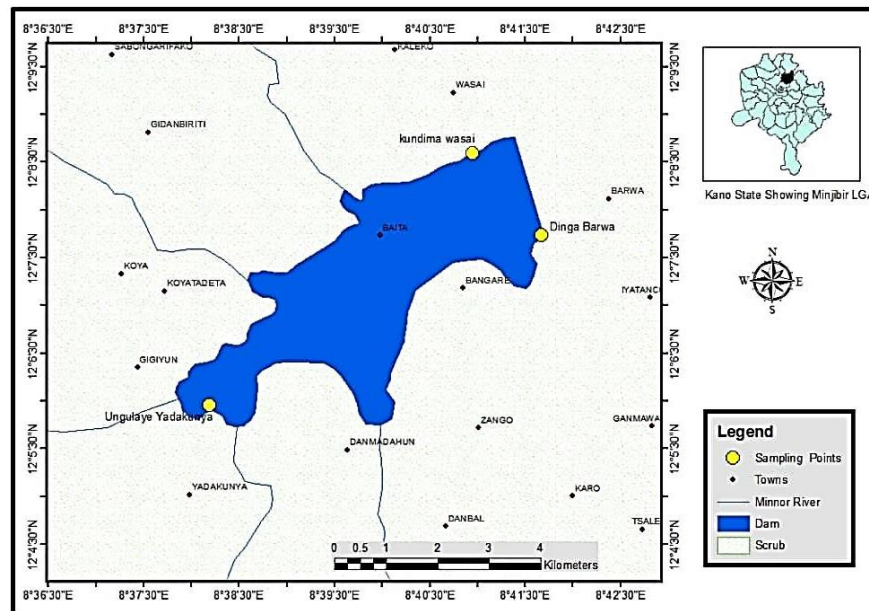 8°36'30"E 8°37'30"E 8°38'30"E 8°39'30"E 8°40'30"E 8°41'30"E 8°42'30"E
12°9'30"N
12°8'30"N
12°7'30"N
12°6'30"N
12°5'30"N
12°4'30"N
SABONGARIFAKO
KALEKO
WASAI
GIDANBIRITI
kundima wasai
BARWA
BAITA
Dinga Barwa
KOYA
KOYATADETA
BANGARE
IYATANCI
GIGIYUN
Ungulaye Yadakunya
ZANGO
GANMAWA
DANMADAHUN
YADAKUNYA
KARO
DANBAL
TSALE
0 0.5 1 2 3 4
Kilometers
12°9'30"N
12°8'30"N
12°7'30"N
12°6'30"N
12°5'30"N
12°4'30"N
8°36'30"E 8°37'30"E 8°38'30"E 8°39'30"E 8°40'30"E 8°41'30"E 8°42'30"E
Kano State Showing Minjibir LGA
N
W E
S
Legend
Sampling Points
Towns
Minnor River
Dam
Scrub